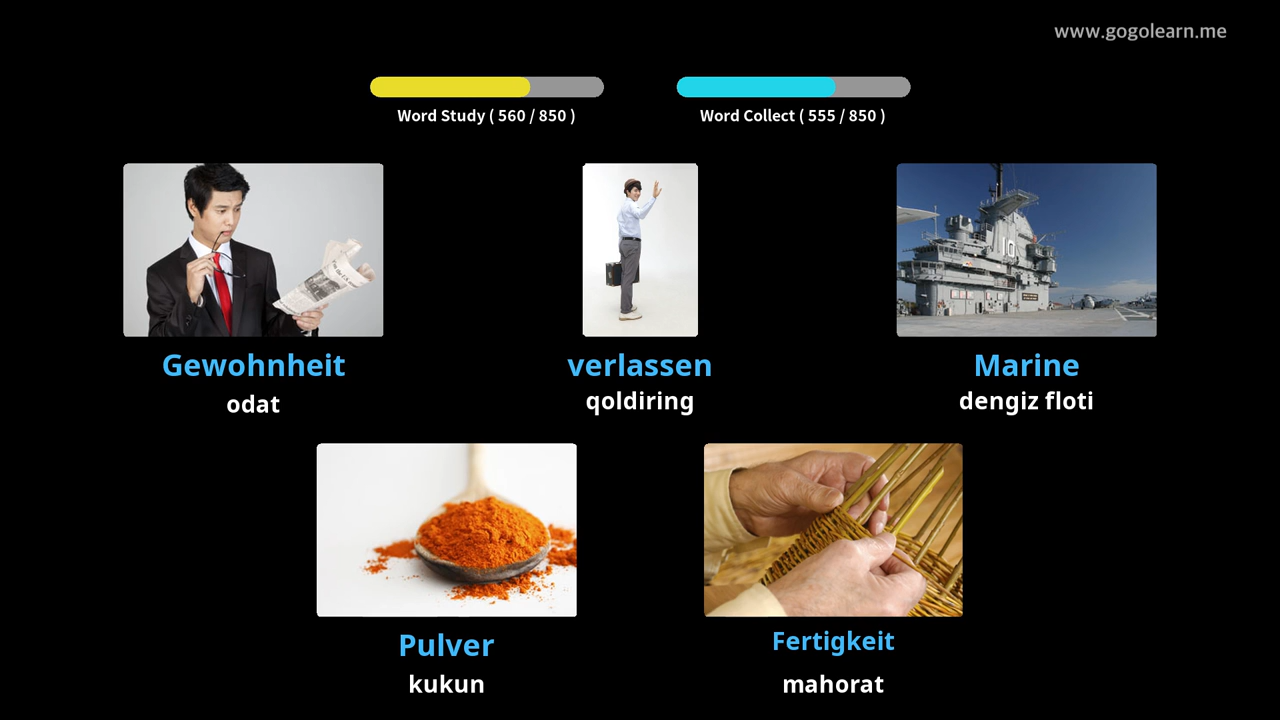 www.gogolearn.me
Word Study ( 560 / 850 )
Word Collect ( 555 / 850 )
Gewohnheit
odat
verlassen
qoldiring
Marine
dengiz floti
16
Pulver
kukun
Fertigkeit
mahorat